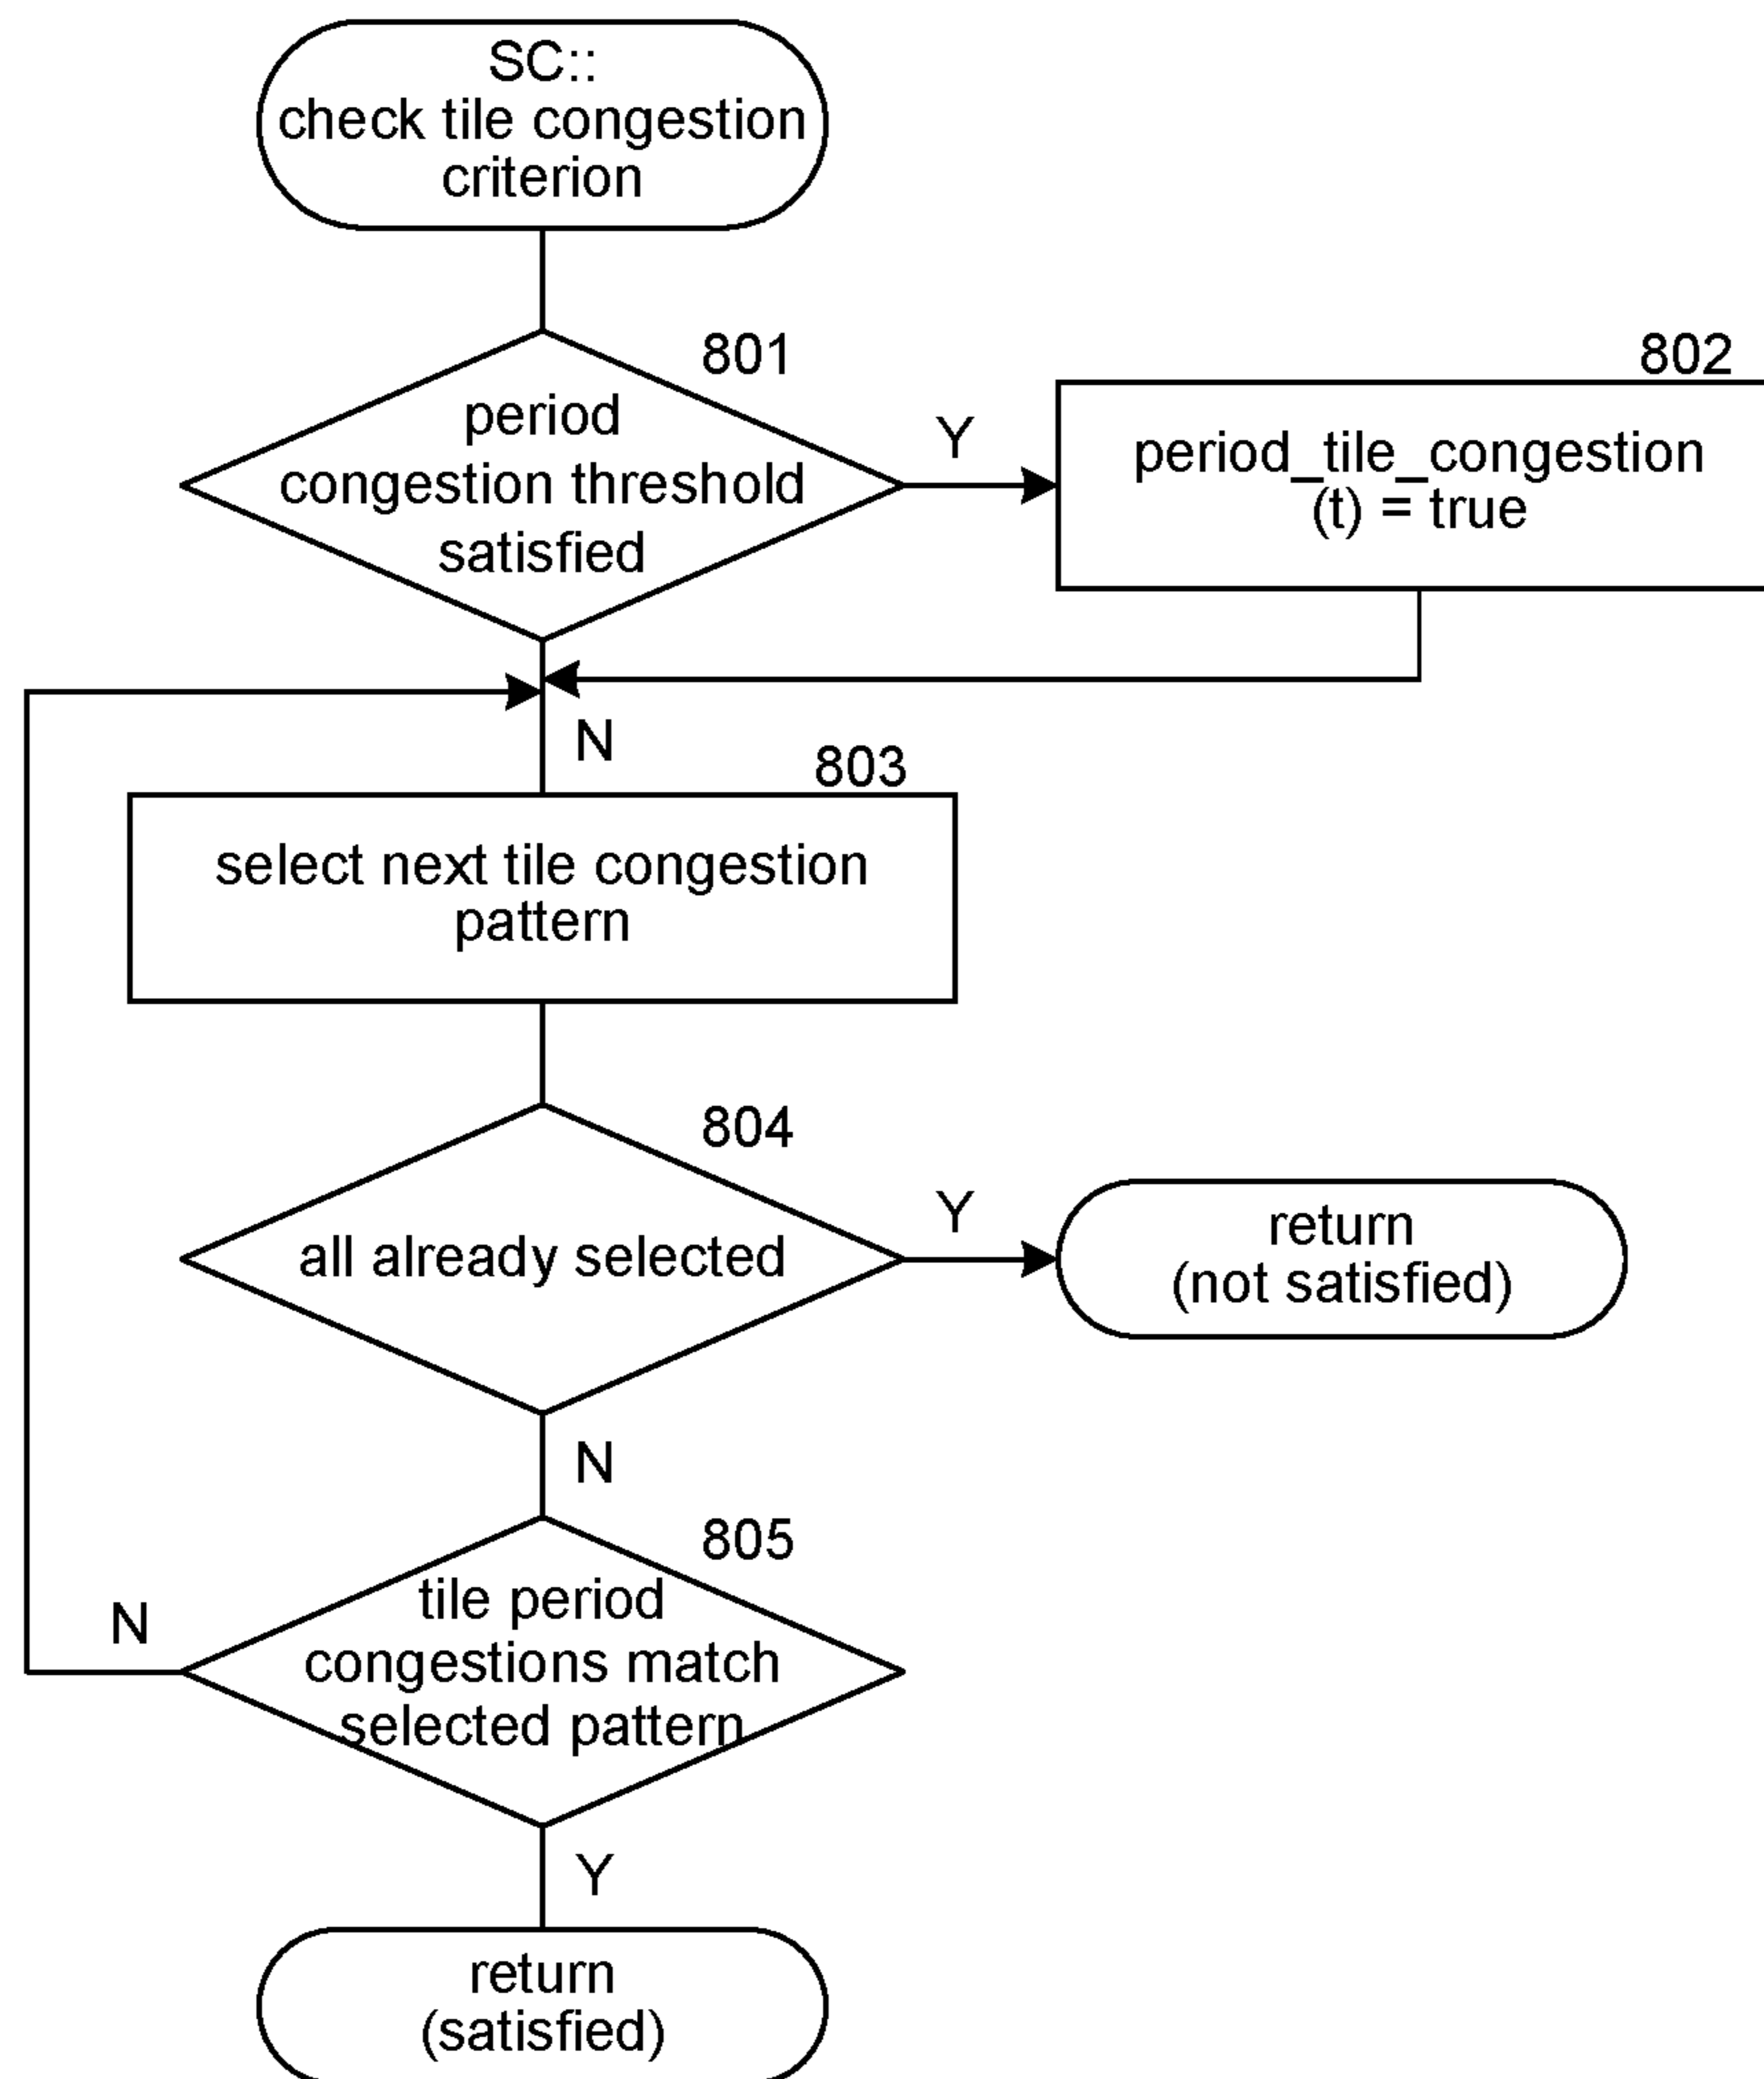 SC::
check tile congestion
criterion
801
period
congestion threshold
satisfied
Y
802
period_tile_congestion
(t) = true
N
803
select next tile congestion
pattern
804
all already selected
Y
return
(not satisfied)
N
805
tile period
congestions match
selected pattern
N
Y
return
(satisfied)